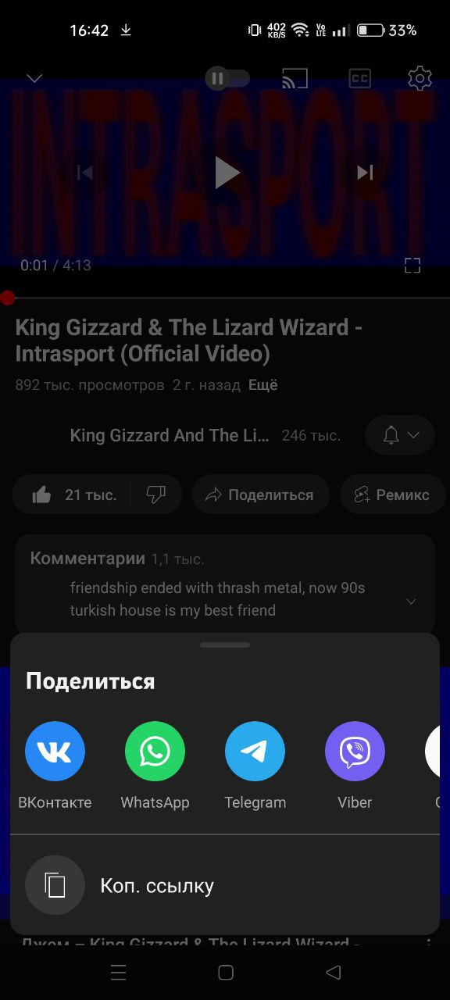 16:42 402 KB/S Vo LTE 33%
CC
INTRASPORT
0:01 / 4:13
King Gizzard & The Lizard Wizard -
Intrasport (Official Video)
892 тыс. просмотров 2 г. назад Ещё
King Gizzard And The Li... 246 тыс.
21 тыс. Поделиться Ремикс
Комментарии 1,1 тыс.
friendship ended with thrash metal, now 90s
turkish house is my best friend
Поделиться
ВКонтакте WhatsApp Telegram Viber
Коп. ссылку
Джем – King Gizzard & The Lizard Wizard -